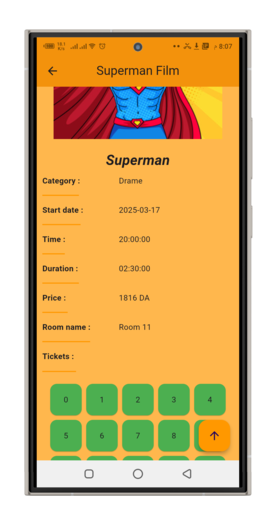 8:07
Superman Film
Superman
Category : Drame
Start date : 2025-03-17
Time : 20:00:00
Duration : 02:30:00
Price : 1816 DA
Room name : Room 11
Tickets :
0 1 2 3 4
5 6 7 8